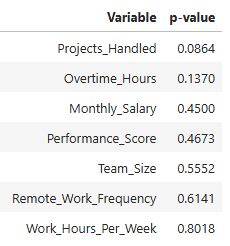 Variable p-value
Projects_Handled 0.0864
Overtime_Hours 0.1370
Monthly_Salary 0.4500
Performance_Score 0.4673
Team_Size 0.5552
Remote_Work_Frequency 0.6141
Work_Hours_Per_Week 0.8018